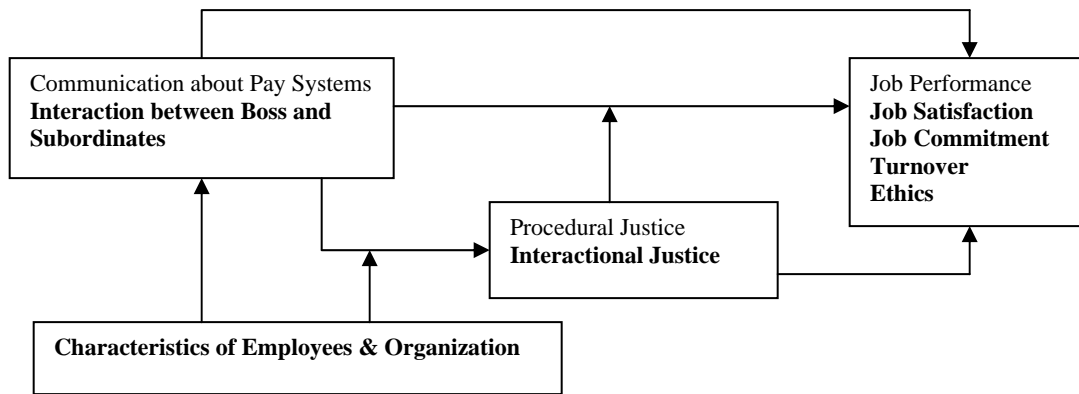 Communication about Pay Systems
Interaction between Boss and
Subordinates
Job Performance
Job Satisfaction
Job Commitment
Turnover
Ethics
Procedural Justice
Interactional Justice
Characteristics of Employees & Organization